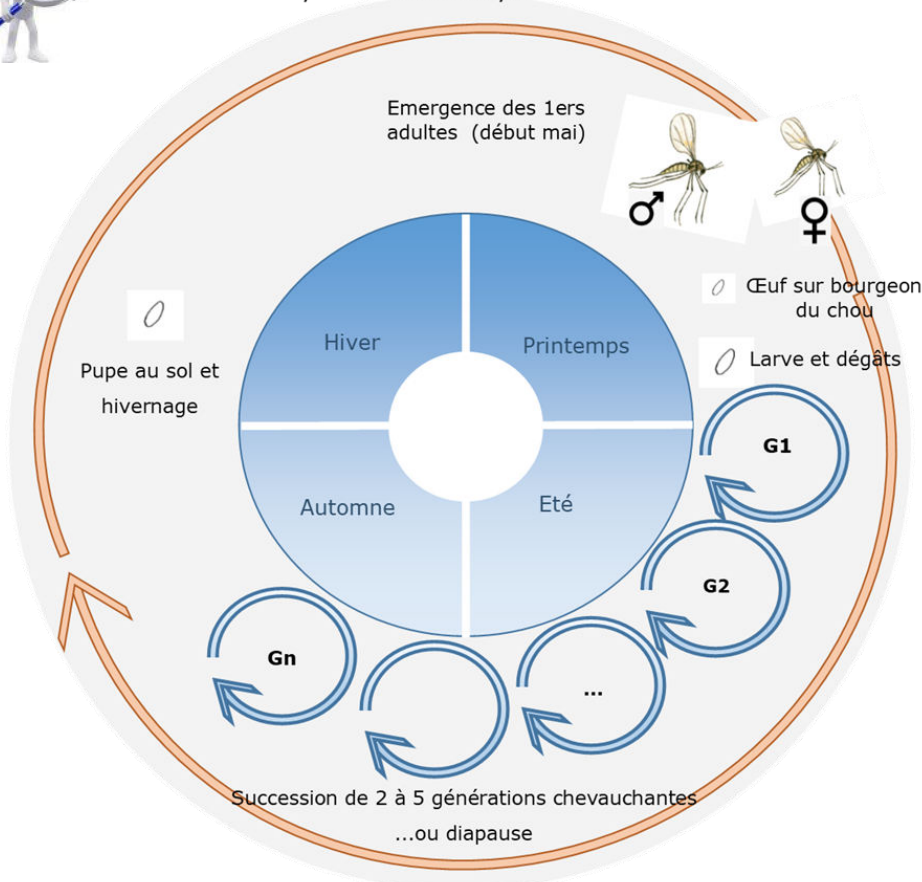 Emergence des 1ers
adultes (début mai)
♂
♀
Œuf sur bourgeon
du chou
Larve et dégâts
Hiver
Printemps
Pupe au sol et
hivernage
G1
Automne
Eté
G2
Gn
...
Succession de 2 à 5 générations chevauchantes
...ou diapause